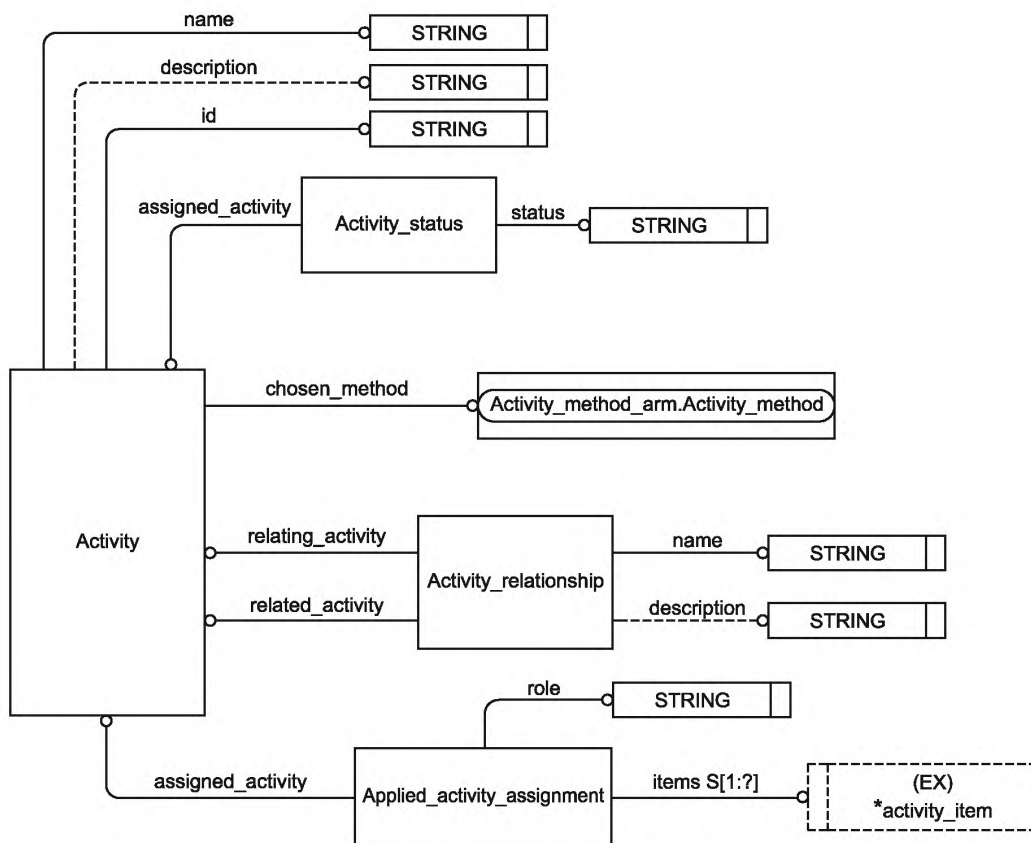 name
STRING
description
STRING
id
STRING
assigned_activity
Activity_status
status
STRING
chosen_method
Activity_method_arm.Activity_method
Activity
relating_activity
related_activity
Activity_relationship
name
STRING
description
STRING
role
STRING
assigned_activity
Applied_activity_assignment
items S[1:?]
(EX)
*activity_item